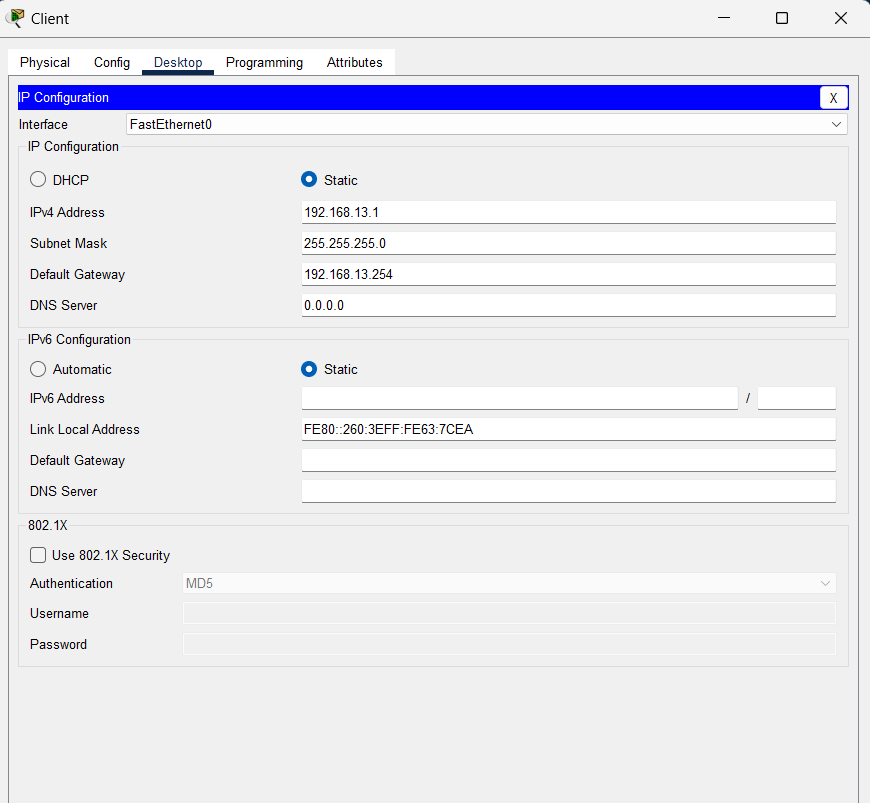 Client
Physical Config Desktop Programming Attributes
IP Configuration
X
Interface FastEthernet0
IP Configuration
DHCP Static
IPv4 Address 192.168.13.1
Subnet Mask 255.255.255.0
Default Gateway 192.168.13.254
DNS Server 0.0.0.0
IPv6 Configuration
Automatic Static
IPv6 Address /
Link Local Address FE80::260:3EFF:FE63:7CEA
Default Gateway
DNS Server
802.1X
Use 802.1X Security
Authentication MD5
Username
Password